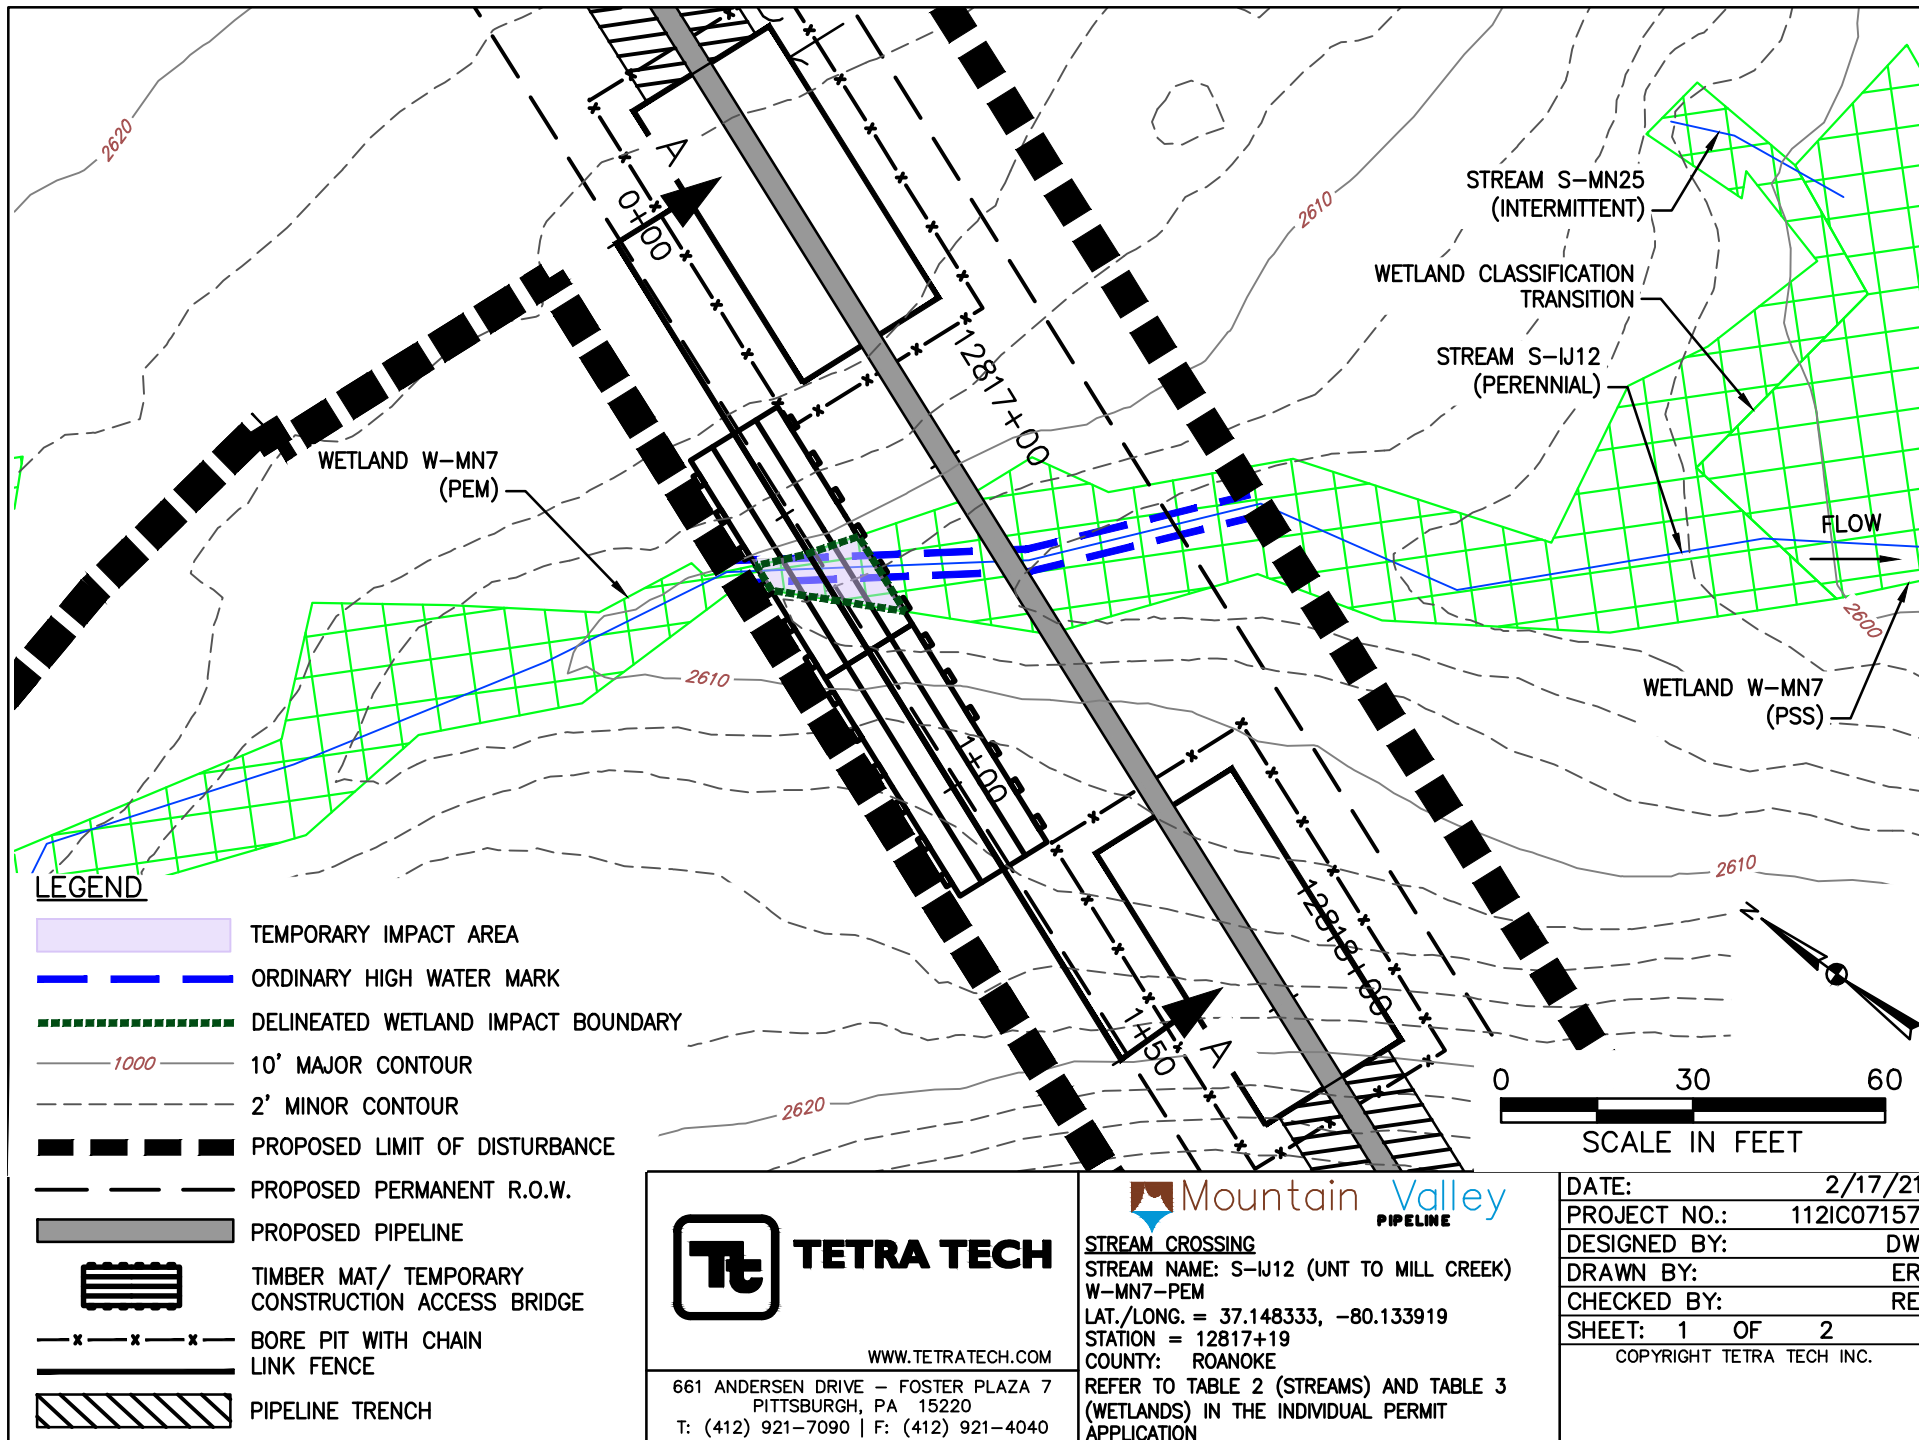 2620
A
0+00
2610
STREAM S-MN25
(INTERMITTENT)
WETLAND CLASSIFICATION
TRANSITION
STREAM S-IJ12
(PERENNIAL)
12817+00
WETLAND W-MN7
(PEM)
FLOW
2600
2610
WETLAND W-MN7
(PSS)
1+00
2610
12818+00
N
1+50
A
2620
LEGEND
TEMPORARY IMPACT AREA
ORDINARY HIGH WATER MARK
DELINEATED WETLAND IMPACT BOUNDARY
1000
10' MAJOR CONTOUR
2' MINOR CONTOUR
PROPOSED LIMIT OF DISTURBANCE
PROPOSED PERMANENT R.O.W.
PROPOSED PIPELINE
TIMBER MAT/ TEMPORARY
CONSTRUCTION ACCESS BRIDGE
BORE PIT WITH CHAIN
LINK FENCE
PIPELINE TRENCH
0 30 60
SCALE IN FEET
Tt TETRA TECH
WWW.TETRATECH.COM
661 ANDERSEN DRIVE – FOSTER PLAZA 7
PITTSBURGH, PA 15220
T: (412) 921-7090 | F: (412) 921-4040
Mountain Valley
PIPELINE
STREAM CROSSING
STREAM NAME: S-IJ12 (UNT TO MILL CREEK)
W-MN7-PEM
LAT./LONG. = 37.148333, -80.133919
STATION = 12817+19
COUNTY: ROANOKE
REFER TO TABLE 2 (STREAMS) AND TABLE 3
(WETLANDS) IN THE INDIVIDUAL PERMIT
APPLICATION
DATE: 2/17/21
PROJECT NO.: 112IC07157
DESIGNED BY: DW
DRAWN BY: ER
CHECKED BY: RE
SHEET: 1 OF 2
COPYRIGHT TETRA TECH INC.